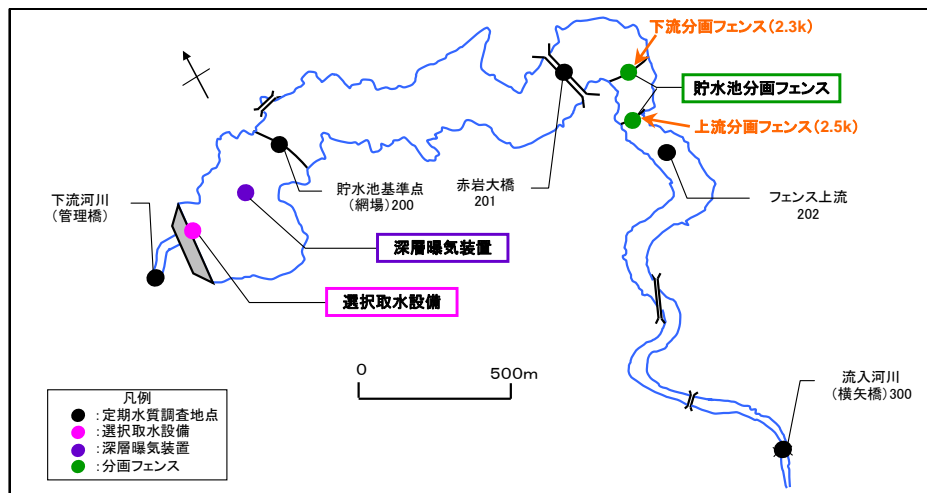 下流分画フェンス(2.3k)
貯水池分画フェンス
上流分画フェンス(2.5k)
赤岩大橋
201
貯水池基準点
(網場)200
フェンス上流
202
下流河川
(管理橋)
深層曝気装置
選択取水設備
0
500m
流入河川
(横矢橋)300
凡例
:定期水質調査地点
:選択取水設備
:深層曝気装置
:分画フェンス